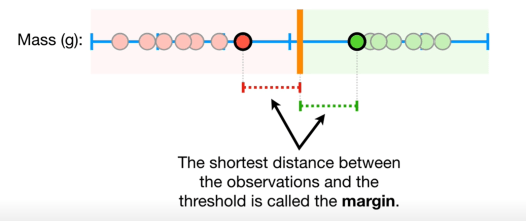 Mass (g):
The shortest distance between
the observations and the
threshold is called the margin.